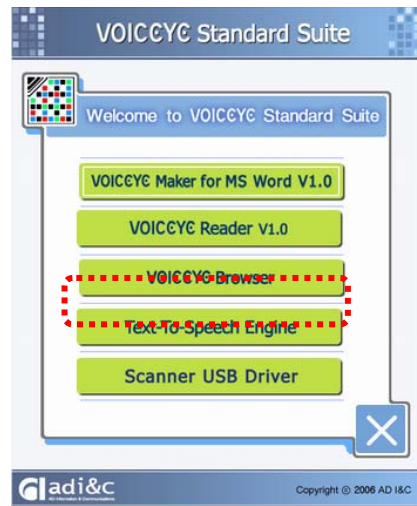 VOICEYE Standard Suite
Welcome to VOICEYE Standard Suite
VOICEYE Maker for MS Word V1.0
VOICEYE Reader V1.0
VOICEYE Browser
Text-To-Speech Engine
Scanner USB Driver
adi&c
Copyright © 2006 AD I&C